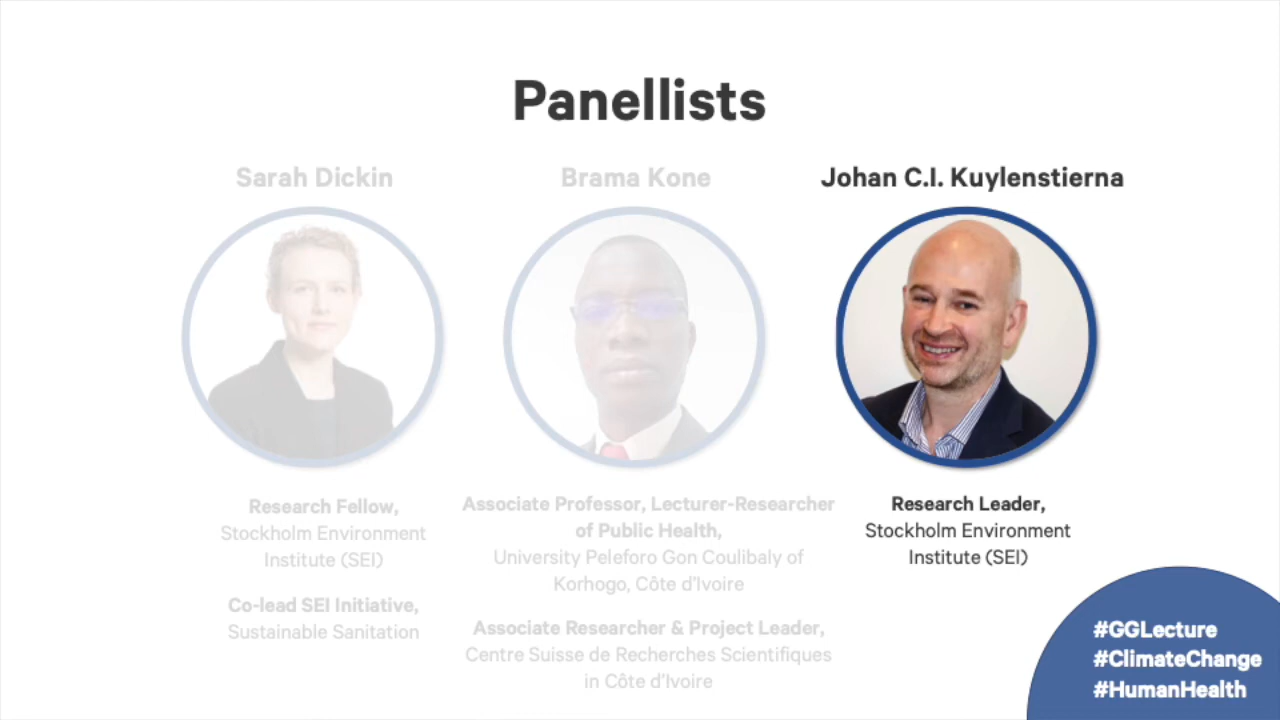 Panellists
Sarah Dickin
Brama Kone
Johan C.I. Kuylenstierna
Research Fellow,
Stockholm Environment
Institute (SEI)
Co-lead SEI Initiative,
Sustainable Sanitation
Associate Professor, Lecturer-Researcher
of Public Health,
University Peleforo Gon Coulibaly of
Korhogo, Côte d'Ivoire
Associate Researcher & Project Leader,
Centre Suisse de Recherches Scientifiques
in Côte d'Ivoire
Research Leader,
Stockholm Environment
Institute (SEI)
#GGLecture
#ClimateChange
#HumanHealth